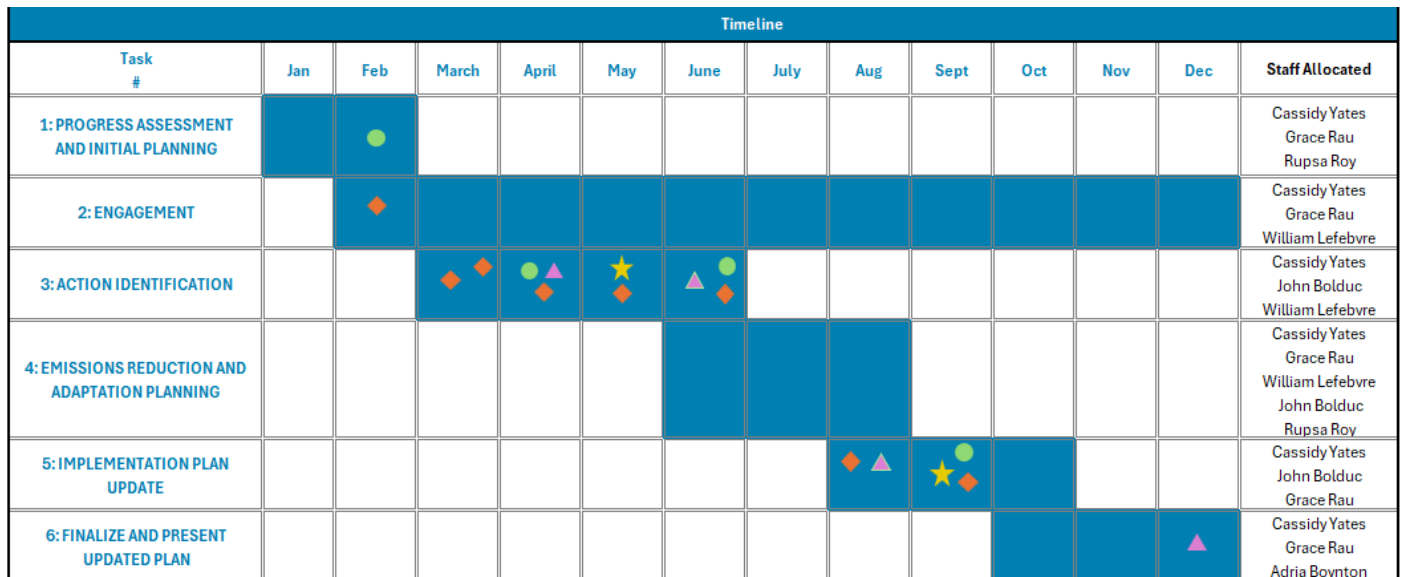 Timeline
Task
#
Jan
Feb
March
April
May
June
July
Aug
Sept
Oct
Nov
Dec
Staff Allocated
1: PROGRESS ASSESSMENT
AND INITIAL PLANNING
Cassidy Yates
Grace Rau
Rupsa Roy
2: ENGAGEMENT
Cassidy Yates
Grace Rau
William Lefebvre
3: ACTION IDENTIFICATION
Cassidy Yates
John Bolduc
William Lefebvre
4: EMISSIONS REDUCTION AND
ADAPTATION PLANNING
Cassidy Yates
Grace Rau
William Lefebvre
John Bolduc
Rupsa Roy
5: IMPLEMENTATION PLAN
UPDATE
Cassidy Yates
John Bolduc
Grace Rau
6: FINALIZE AND PRESENT
UPDATED PLAN
Cassidy Yates
Grace Rau
Adria Boynton